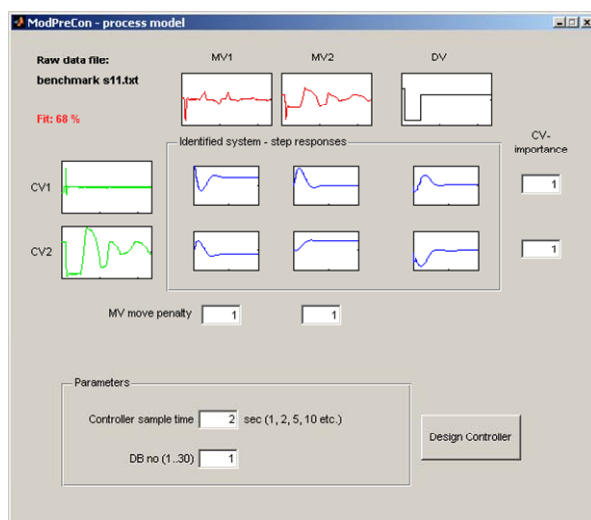 ModPreCon - process model
Raw data file:
benchmark s11.txt
Fit: 68 %
MV1 MV2 DV
Identified system - step responses
CV-
importance
CV1
1
CV2
1
MV move penalty 1 1
Parameters
Controller sample time 2 sec (1, 2, 5, 10 etc.)
DB no (1..30) 1
Design Controller